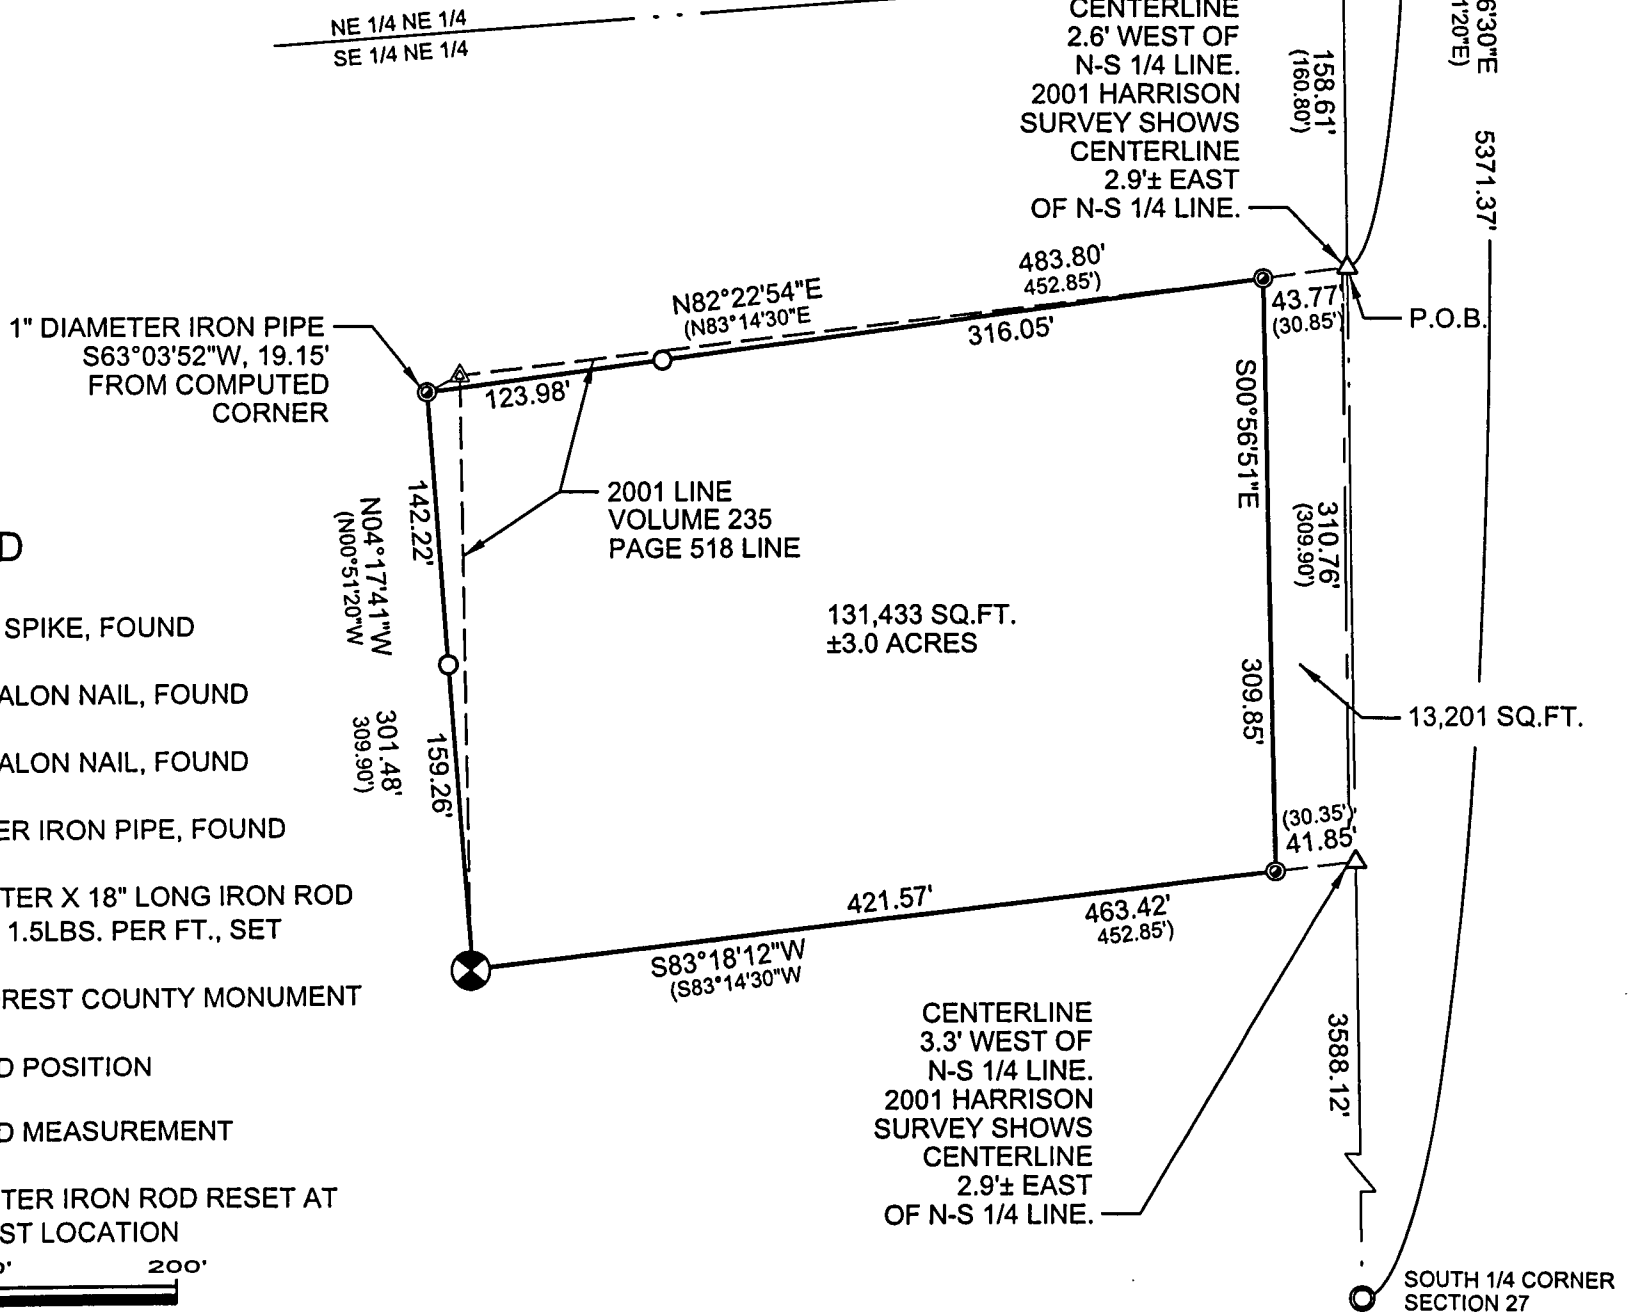 NE 1/4 NE 1/4
SE 1/4 NE 1/4
CENTERLINE
2.6' WEST OF
N-S 1/4 LINE.
2001 HARRISON
SURVEY SHOWS
CENTERLINE
2.9'± EAST
OF N-S 1/4 LINE.
158.61'
(160.80')
6'30"E
1'20"E)
5371.37'
P.O.B.
483.80'
452.85')
N82°22'54"E
(N83°14'30"E
316.05'
43.77'
(30.85')
1" DIAMETER IRON PIPE
S63°03'52"W, 19.15'
FROM COMPUTED
CORNER
123.98'
2001 LINE
VOLUME 235
PAGE 518 LINE
142.22'
N04°17'41"W
(N00°51'20"W
301.48'
309.90')
159.26'
131,433 SQ.FT.
±3.0 ACRES
S00°56'51"E
309.85'
310.76'
(309.90')
13,201 SQ.FT.
(30.35')
41.85'
421.57'
463.42'
452.85')
S83°18'12"W
(S83°14'30"W
CENTERLINE
3.3' WEST OF
N-S 1/4 LINE.
2001 HARRISON
SURVEY SHOWS
CENTERLINE
2.9'± EAST
OF N-S 1/4 LINE.
3588.12'
SOUTH 1/4 CORNER
SECTION 27
D
SPIKE, FOUND
ALON NAIL, FOUND
ALON NAIL, FOUND
ER IRON PIPE, FOUND
TER X 18" LONG IRON ROD
1.5LBS. PER FT., SET
REST COUNTY MONUMENT
D POSITION
D MEASUREMENT
TER IRON ROD RESET AT
ST LOCATION
0' 200'